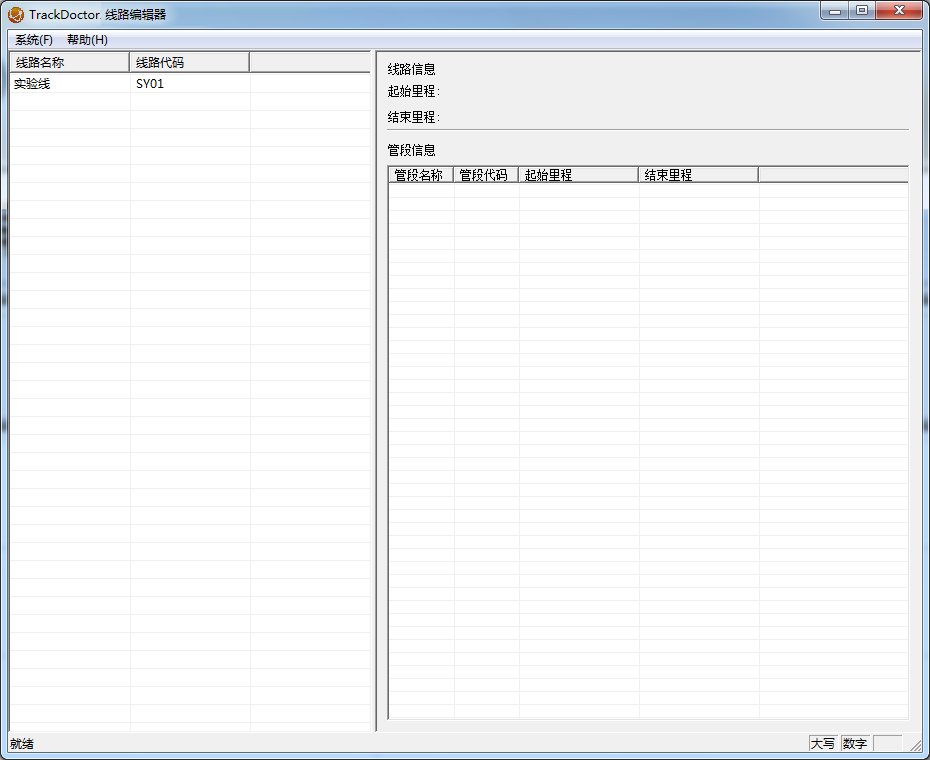 TrackDoctor. 线路编辑器
系统(F) 帮助(H)
线路名称 线路代码
实验线 SY01
线路信息
起始里程:
结束里程:
管段信息
管段名称 管段代码 起始里程 结束里程
就绪 大写 数字